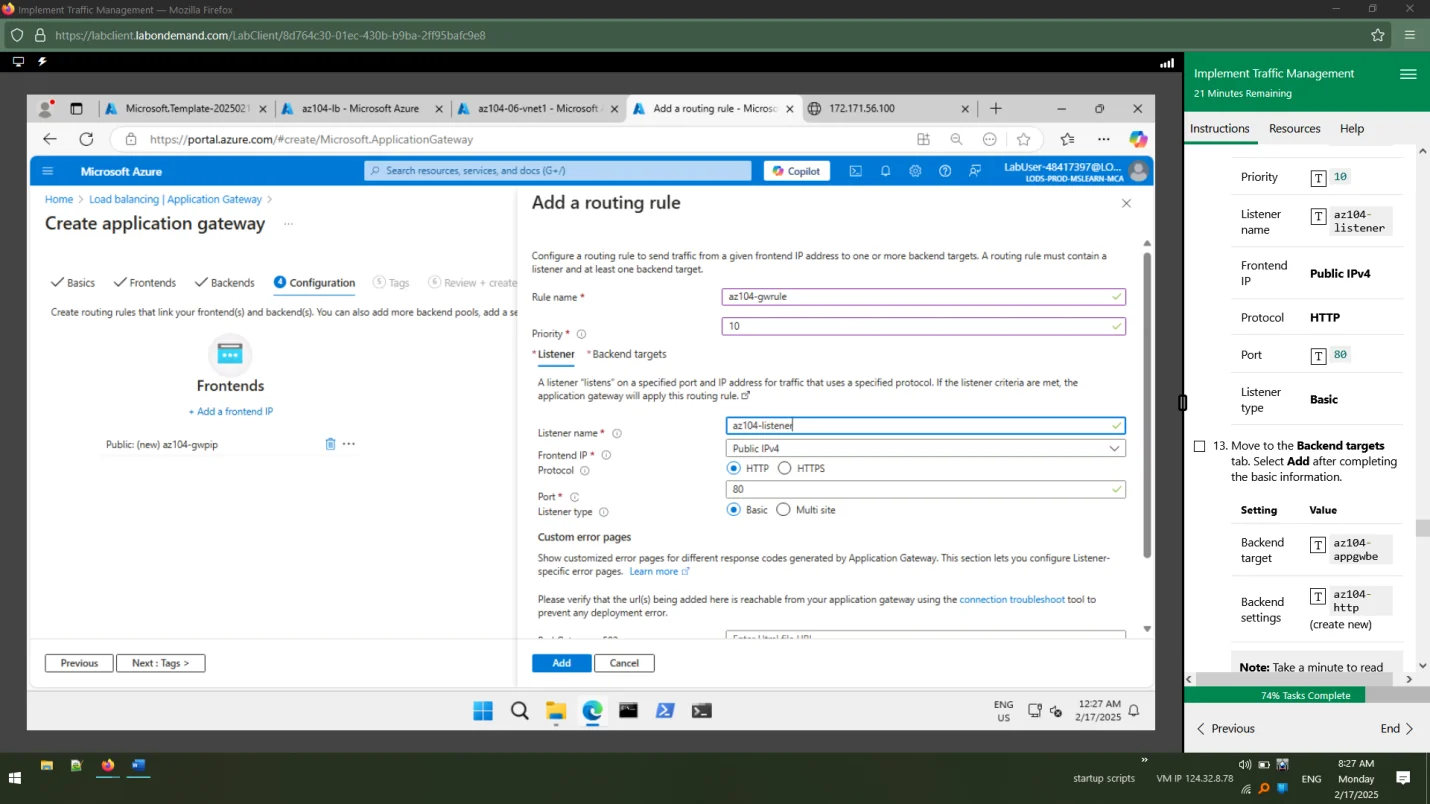 Implement Traffic Management — Mozilla Firefox
https://labclient.labondemand.com/LabClient/8d764c30-01ec-430b-b9ba-2ff95bafc9e8
Microsoft.Template-2025021
az104-lb - Microsoft Azure
az104-06-vnet1 - Microsoft A
Add a routing rule - Microso
172.171.56.100
https://portal.azure.com/#create/Microsoft.ApplicationGateway
Microsoft Azure
Search resources, services, and docs (G+/)
Copilot
LabUser-48417397@LO...
LODS-PROD-MSLEARN-MCA
Home > Load balancing | Application Gateway >
Create application gateway
...
Basics
Frontends
Backends
4 Configuration
5 Tags
6 Review + create
Create routing rules that link your frontend(s) and backend(s). You can also add more backend pools, add a se
Frontends
+ Add a frontend IP
Public: (new) az104-gwpip
Previous
Next : Tags >
Add a routing rule
Configure a routing rule to send traffic from a given frontend IP address to one or more backend targets. A routing rule must contain a
listener and at least one backend target.
Rule name *
az104-gwrule
Priority *
10
* Listener
* Backend targets
A listener "listens" on a specified port and IP address for traffic that uses a specified protocol. If the listener criteria are met, the
application gateway will apply this routing rule.
Listener name *
az104-listener
Frontend IP *
Public IPv4
Protocol
HTTP
HTTPS
Port *
80
Listener type
Basic
Multi site
Custom error pages
Show customized error pages for different response codes generated by Application Gateway. This section lets you configure Listener-
specific error pages. Learn more
Please verify that the url(s) being added here is reachable from your application gateway using the connection troubleshoot tool to
prevent any deployment error.
Add
Cancel
ENG
US
12:27 AM
2/17/2025
Implement Traffic Management
21 Minutes Remaining
Instructions
Resources
Help
Priority
T 10
Listener
name
T az104-
listener
Frontend
IP
Public IPv4
Protocol
HTTP
Port
T 80
Listener
type
Basic
13. Move to the Backend targets
tab. Select Add after completing
the basic information.
Setting
Value
Backend
target
T az104-
appgwbe
Backend
settings
T az104-
http
(create new)
Note: Take a minute to read
74% Tasks Complete
Previous
End
startup scripts
VM IP 124.32.8.78
ENG
8:27 AM
Monday
2/17/2025